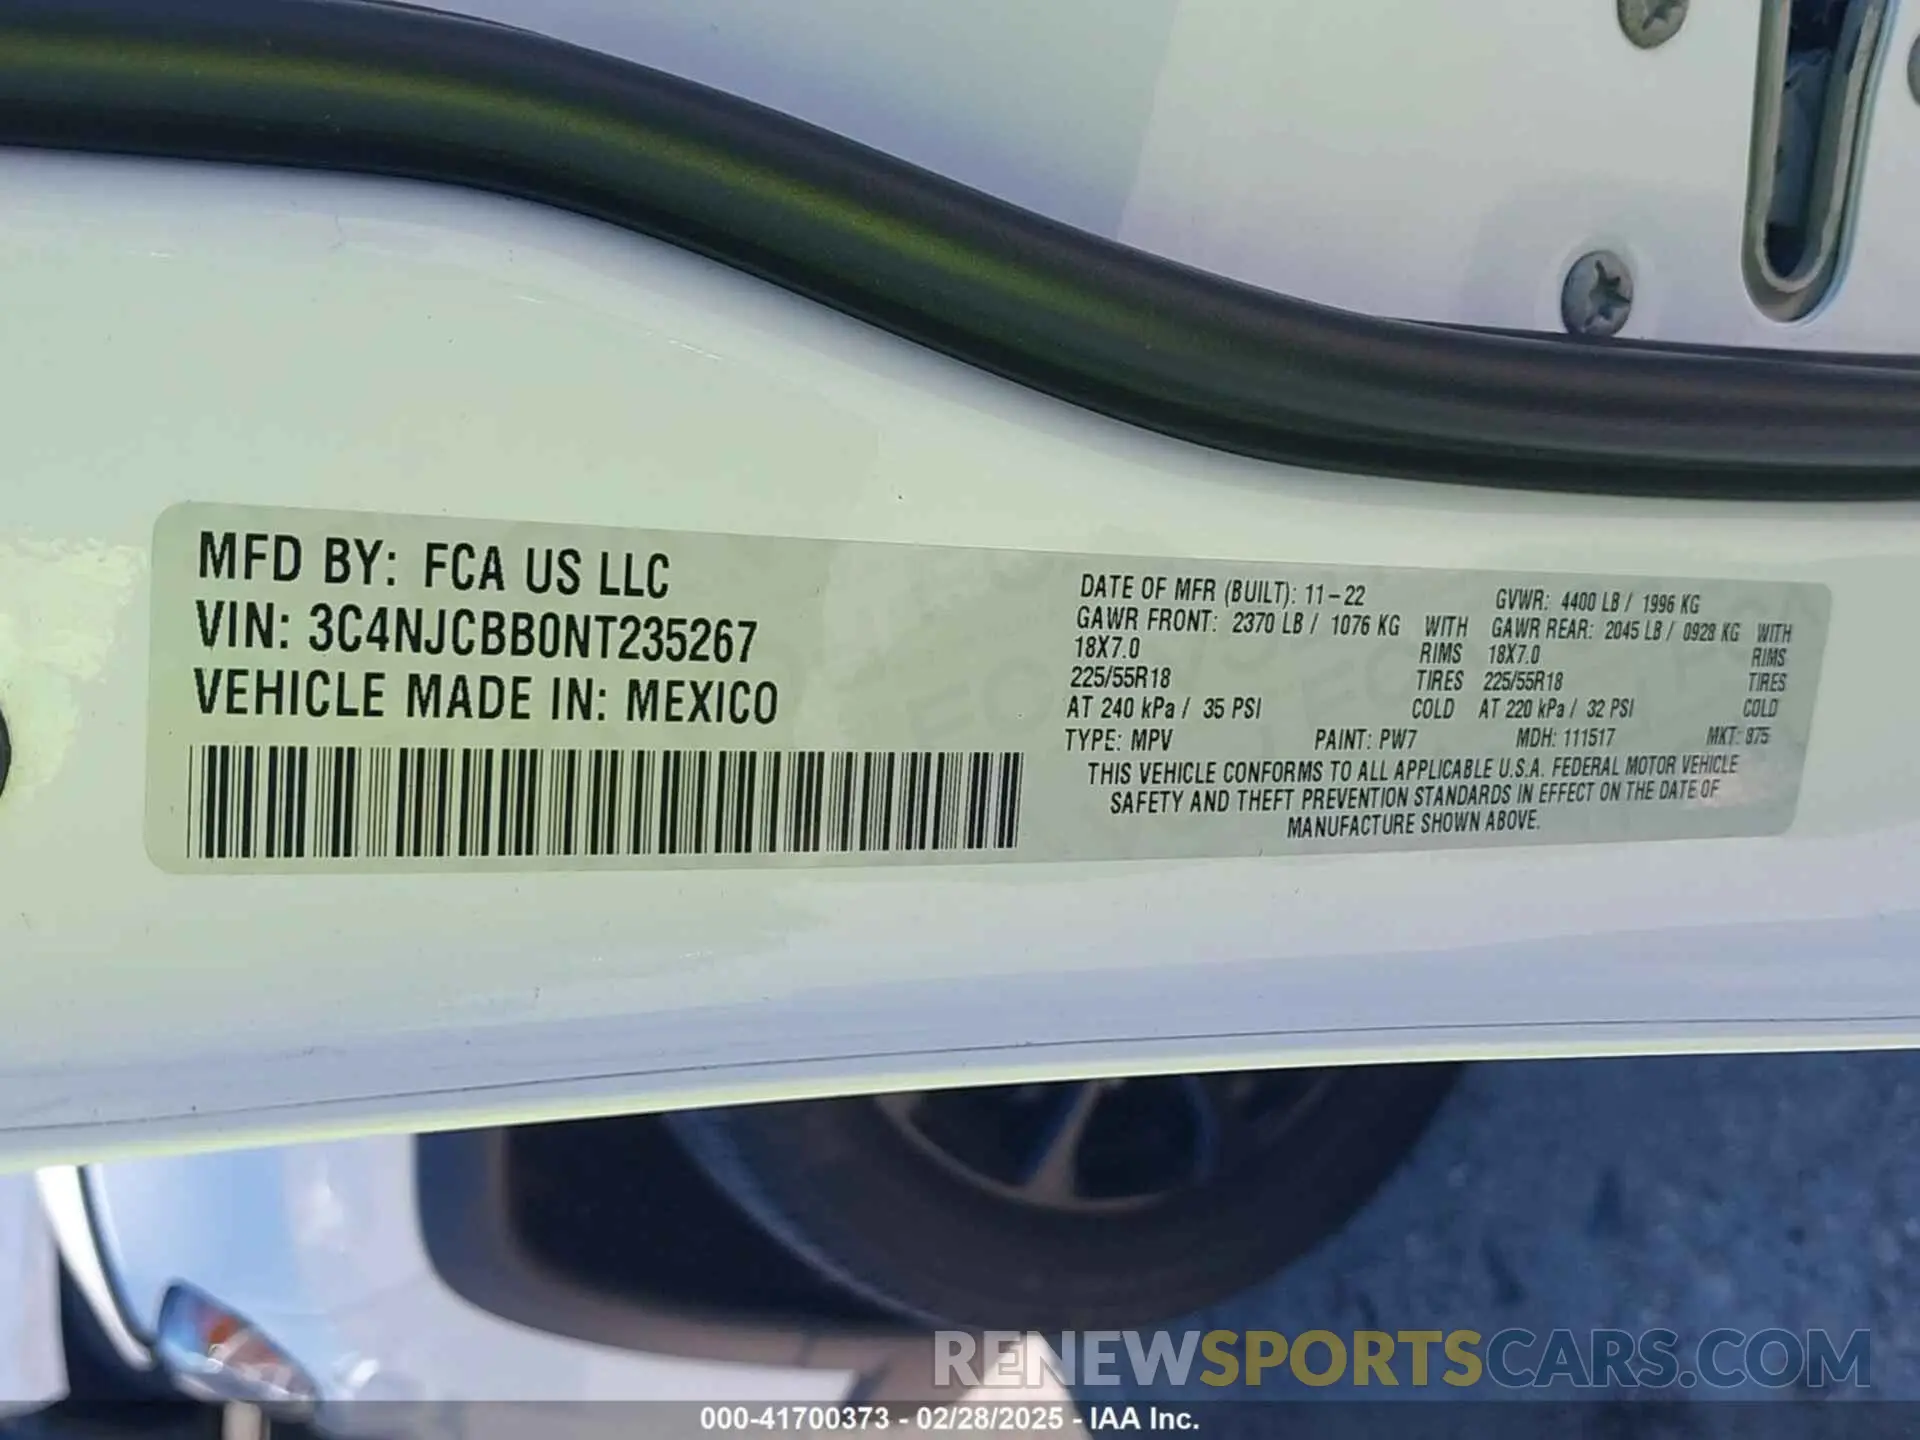 MFD BY: FCA US LLC
VIN: 3C4NJCBB0NT235267
VEHICLE MADE IN: MEXICO
DATE OF MFR (BUILT): 11-22 GVWR: 4400 LB / 1996 KG
GAWR FRONT: 2370 LB / 1076 KG WITH GAWR REAR: 2045 LB / 0928 KG WITH
18X7.0 RIMS 18X7.0 RIMS
225/55R18 TIRES 225/55R18 TIRES
AT 240 kPa / 35 PSI COLD AT 220 kPa / 32 PSI COLD
TYPE: MPV PAINT: PW7 MDH: 111517 MKT: 875
THIS VEHICLE CONFORMS TO ALL APPLICABLE U.S.A. FEDERAL MOTOR VEHICLE
SAFETY AND THEFT PREVENTION STANDARDS IN EFFECT ON THE DATE OF
MANUFACTURE SHOWN ABOVE.
RENEWSPORTSCARS.COM
000-41700373 - 02/28/2025 - IAA Inc.